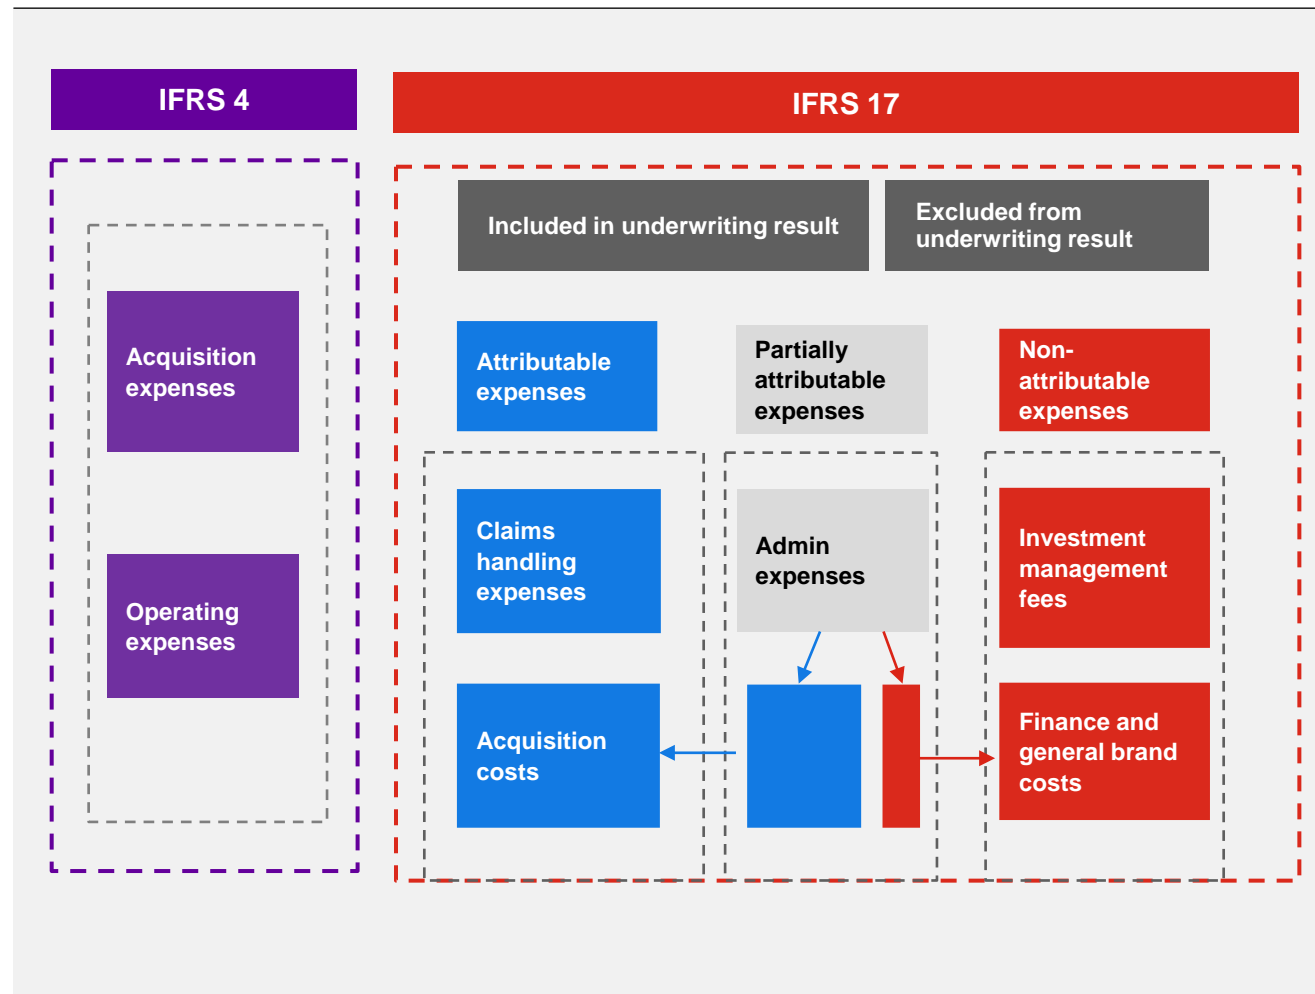 IFRS 4
IFRS 17
Included in underwriting result
Excluded from
underwriting result
Acquisition
expenses
Operating
expenses
Attributable
expenses
Partially
attributable
expenses
Non-
attributable
expenses
Claims
handling
expenses
Admin
expenses
Investment
management
fees
Acquisition
costs
Finance and
general brand
costs